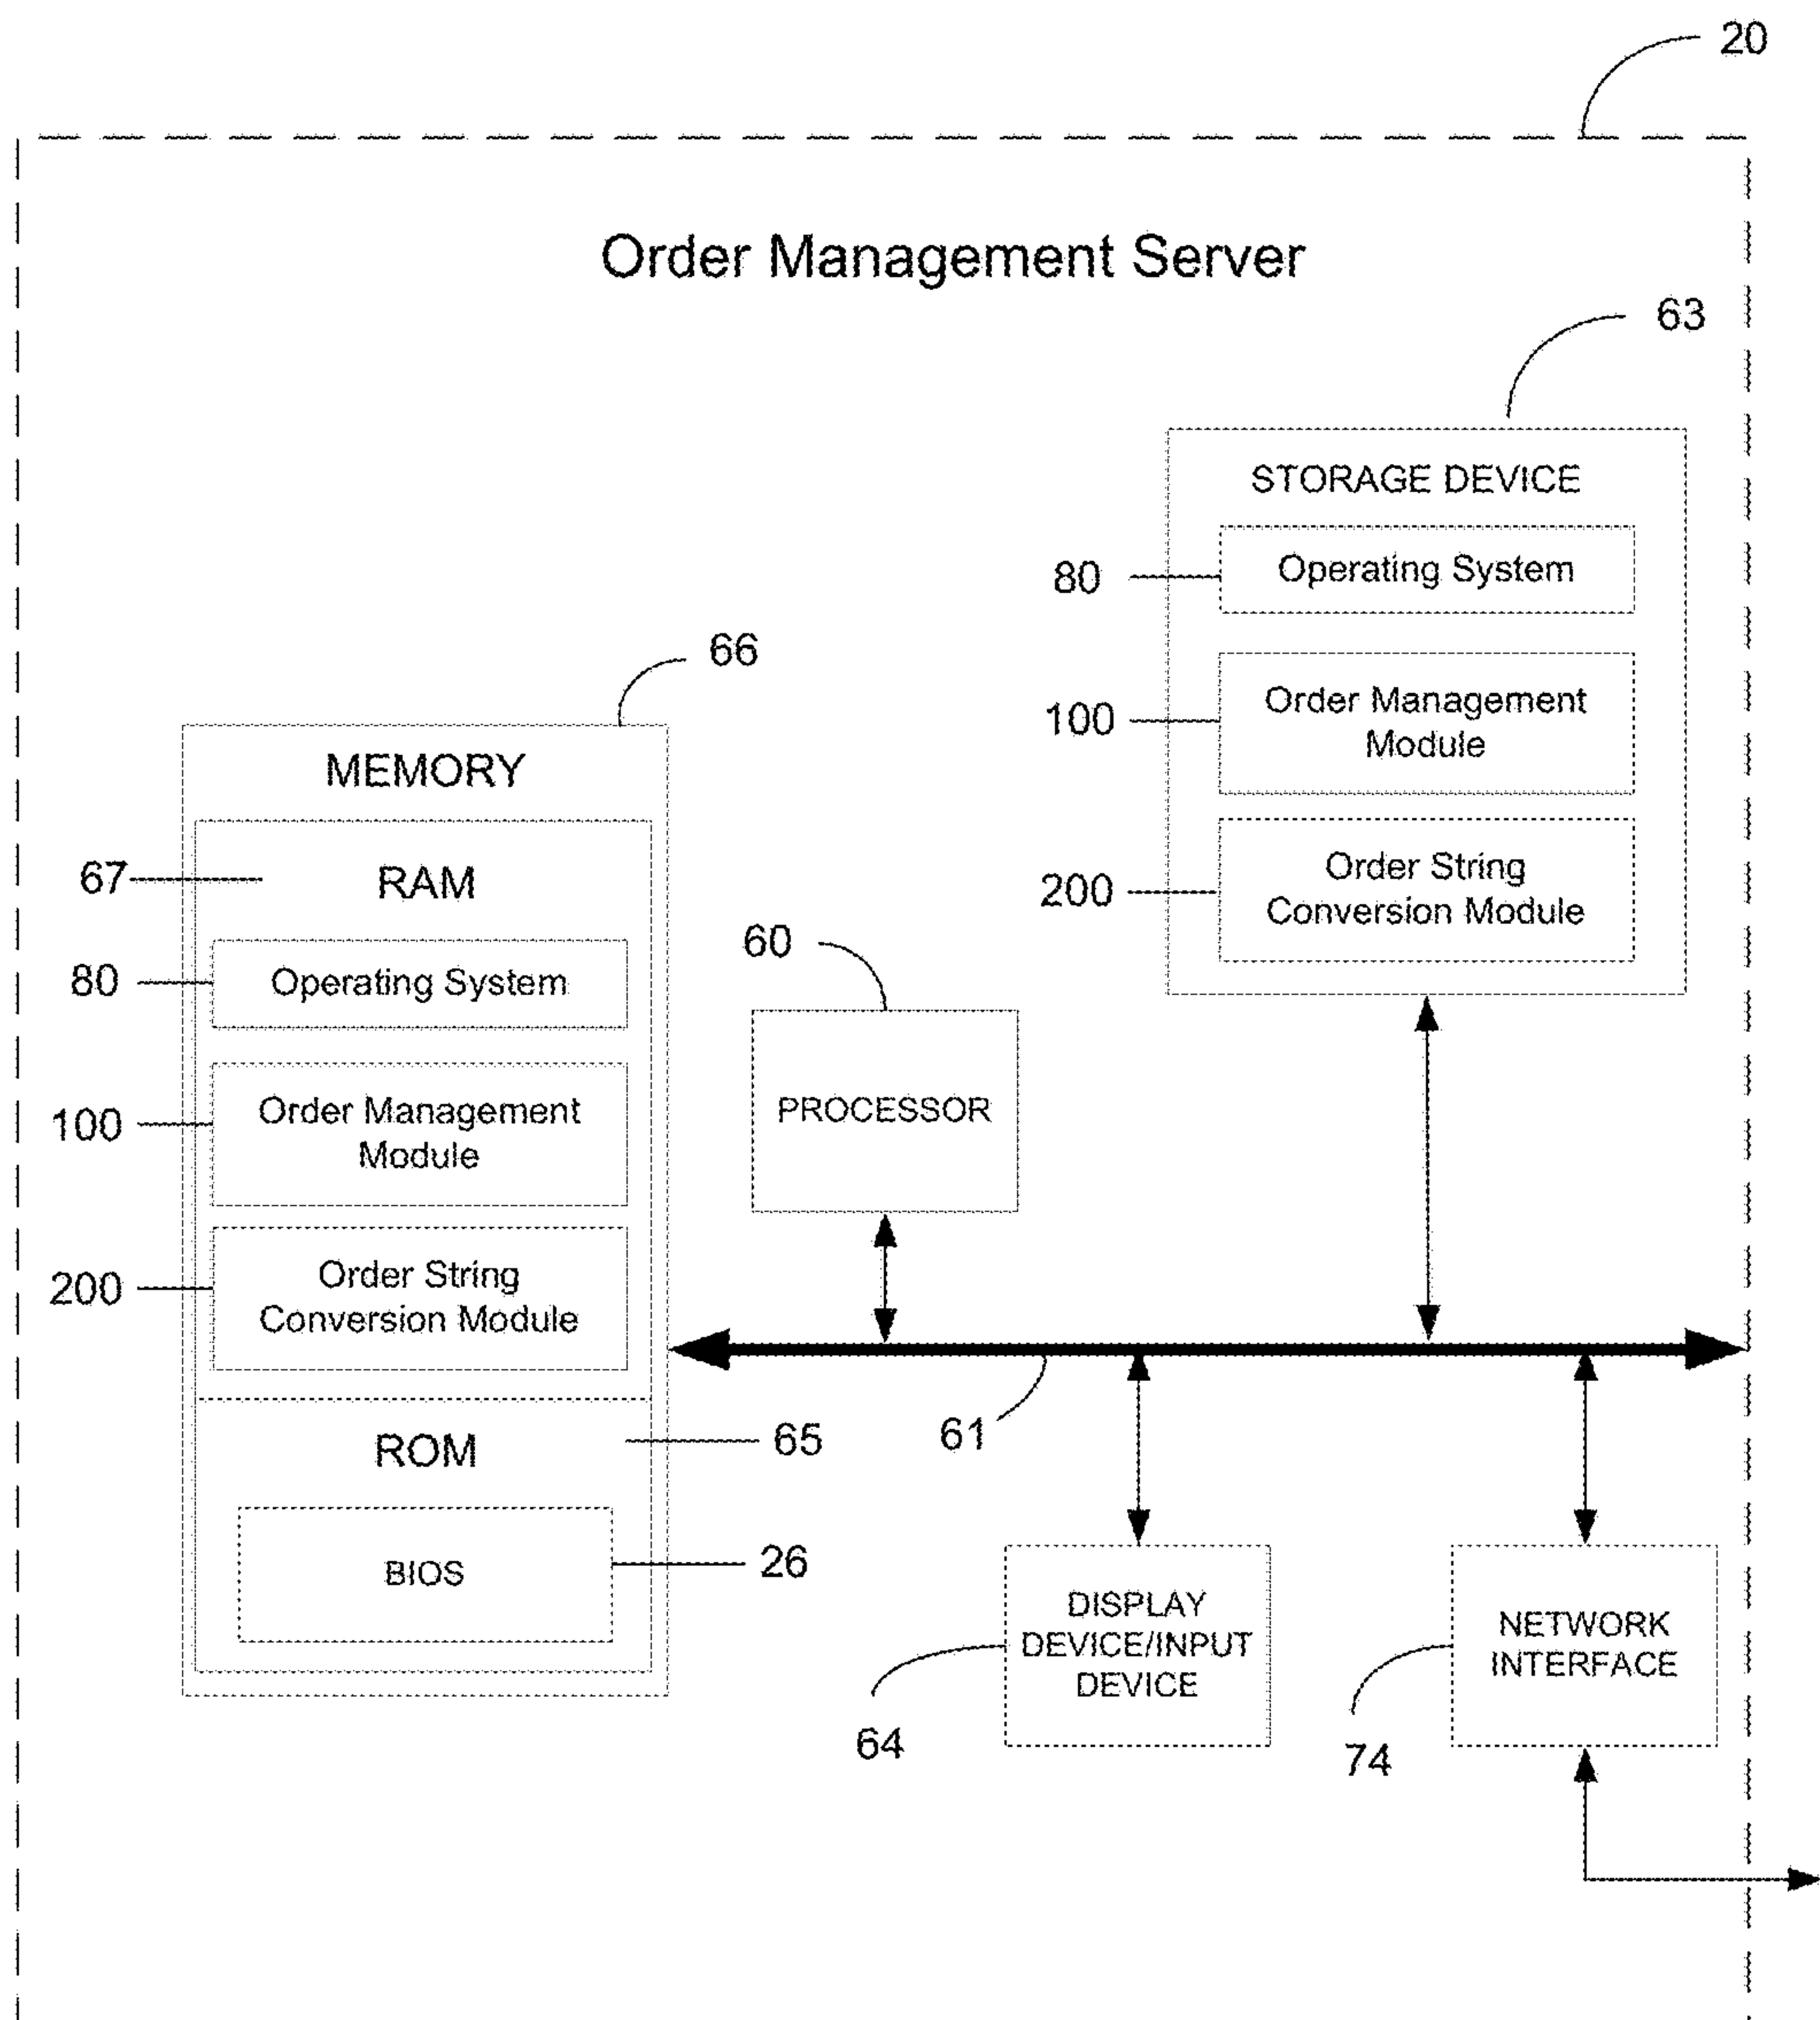 20
Order Management Server
63
STORAGE DEVICE
80
Operating System
100
Order Management
Module
200
Order String
Conversion Module
66
MEMORY
67
RAM
80
Operating System
100
Order Management
Module
200
Order String
Conversion Module
ROM
65
BIOS
26
60
PROCESSOR
61
DISPLAY
DEVICE/INPUT
DEVICE
64
NETWORK
INTERFACE
74